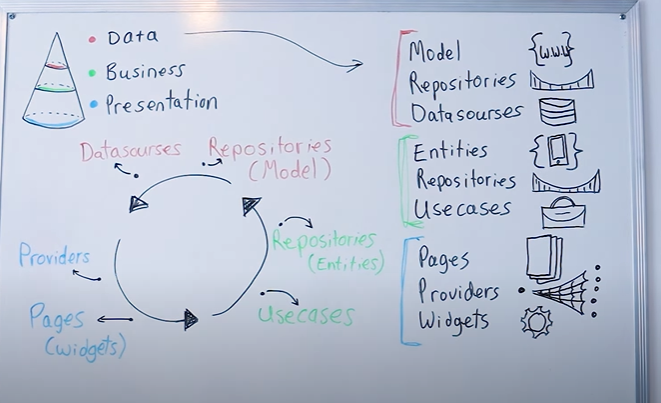 Data
Business
Presentation
Model
{w.w.w}
Repositories
Datasourses
Entities
Repositories
Usecases
Pages
Providers
Widgets
Datasourses
Repositories
(Model)
Repositories
(Entities)
Usecases
Providers
Pages
(Widgets)